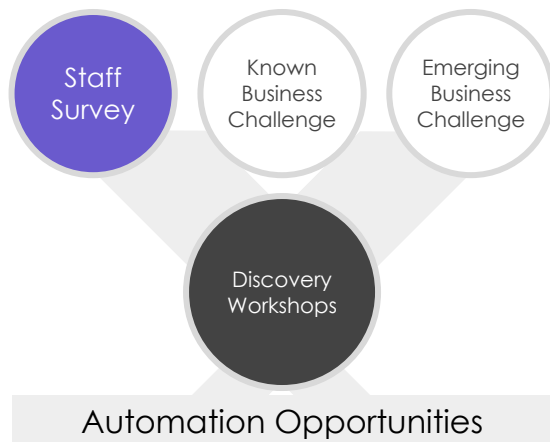 Staff
Survey
Known
Business
Challenge
Emerging
Business
Challenge
Discovery
Workshops
Automation Opportunities